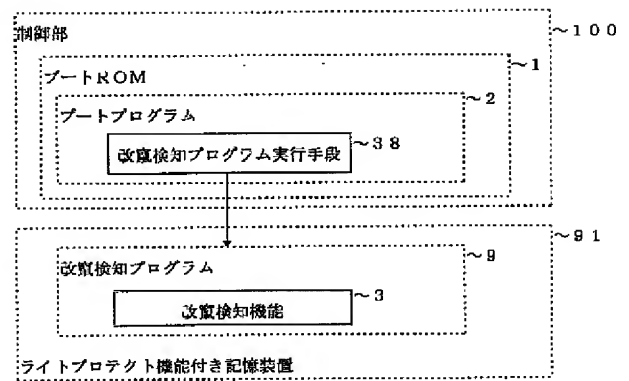 制御部 ~100
ブートROM ~1
ブートプログラム ~2
改竄検知プログラム実行手段 ~38
~91
改竄検知プログラム ~9
改竄検知機能 ~3
ライトプロテクト機能付き記憶装置